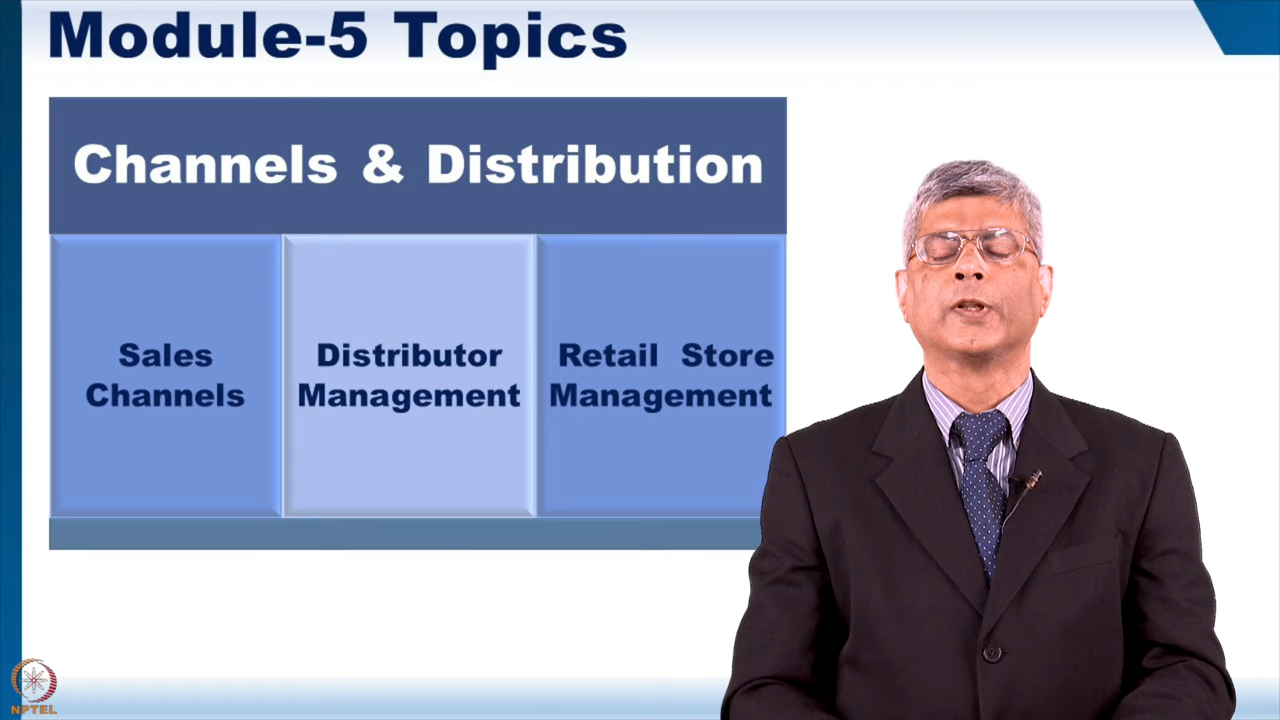 Module-5 Topics
Channels & Distribution
Sales
Channels
Distributor
Management
Retail Store
Management
NPTEL